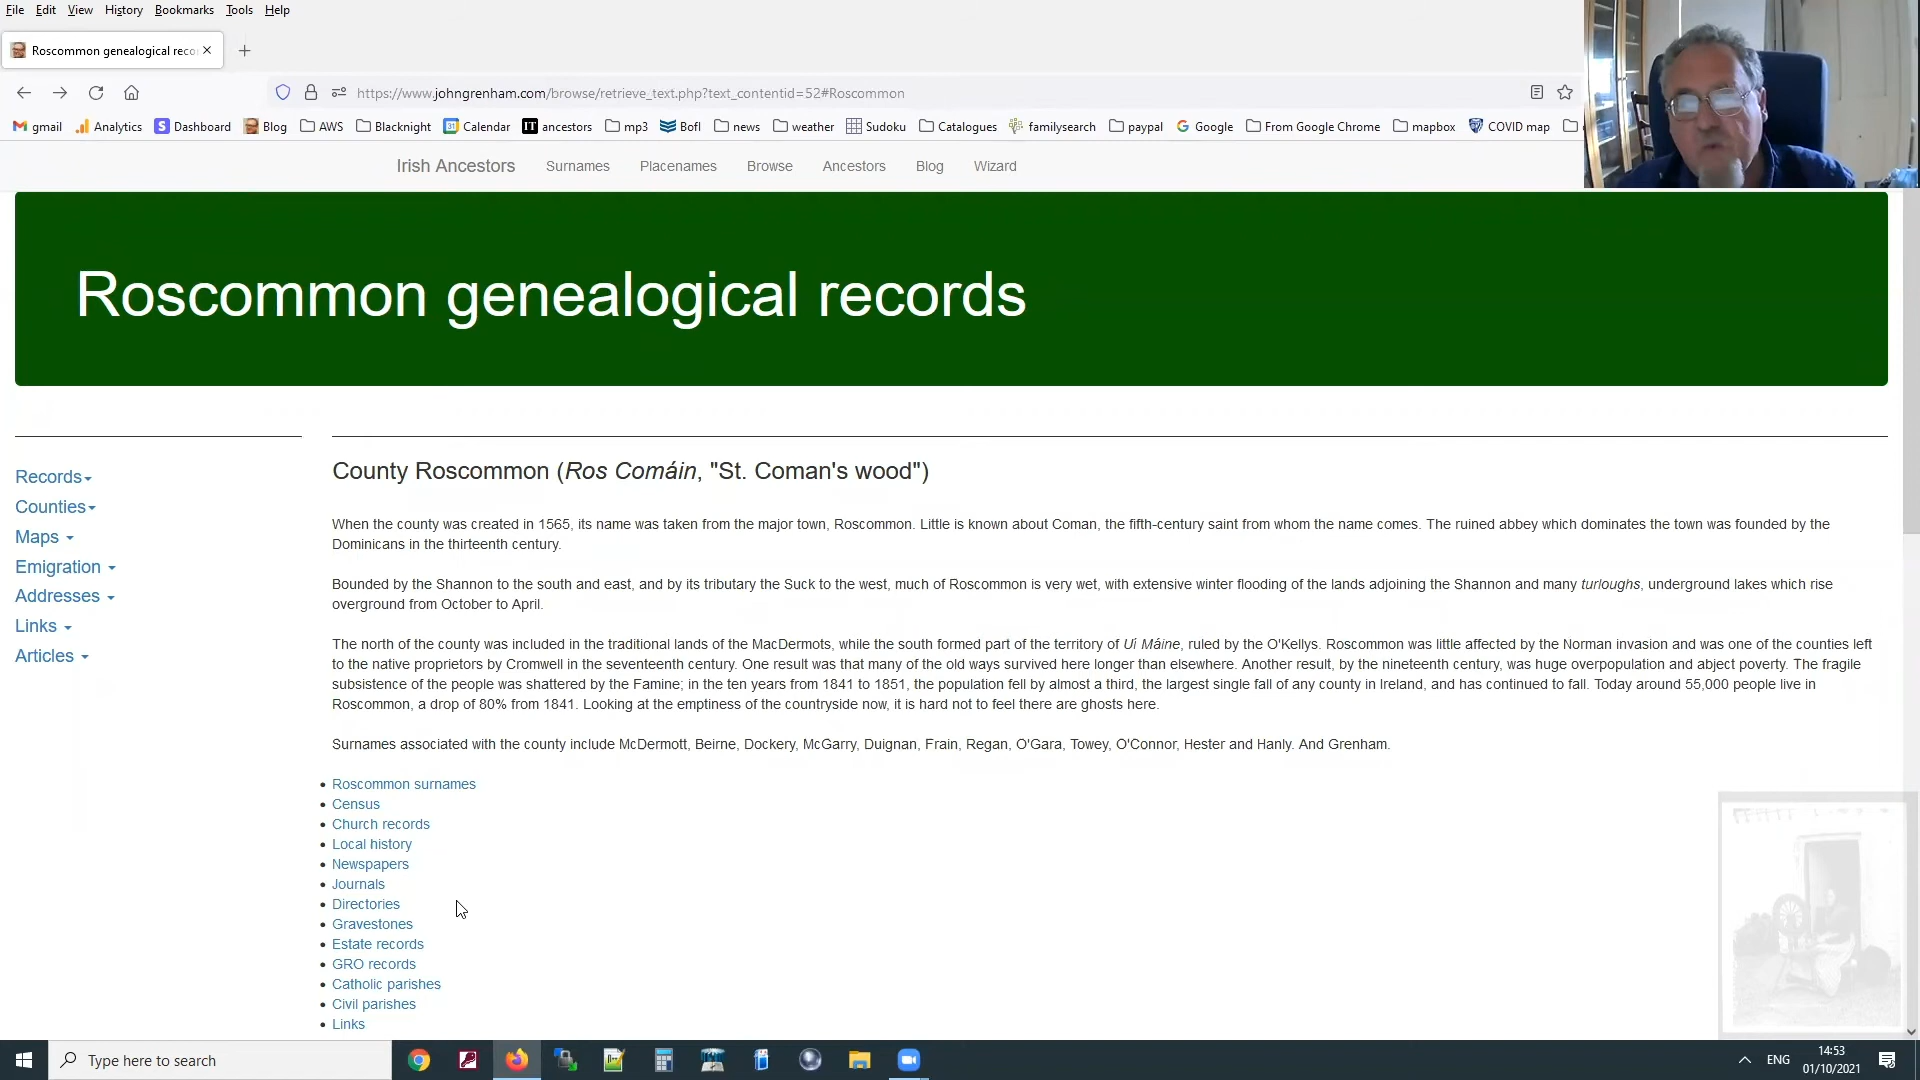 File Edit View History Bookmarks Tools Help
Roscommon genealogical reco
https://www.johngrenham.com/browse/retrieve_text.php?text_contentid=52#Roscommon
gmail Analytics Dashboard Blog AWS Blacknight Calendar ancestors mp3 BofI news weather Sudoku Catalogues familysearch paypal Google From Google Chrome mapbox COVID map
Irish Ancestors Surnames Placenames Browse Ancestors Blog Wizard
Roscommon genealogical records
Records
Counties
Maps
Emigration
Addresses
Links
Articles
County Roscommon (Ros Comáin, "St. Coman's wood")
When the county was created in 1565, its name was taken from the major town, Roscommon. Little is known about Coman, the fifth-century saint from whom the name comes. The ruined abbey which dominates the town was founded by the
Dominicans in the thirteenth century.
Bounded by the Shannon to the south and east, and by its tributary the Suck to the west, much of Roscommon is very wet, with extensive winter flooding of the lands adjoining the Shannon and many turloughs, underground lakes which rise
overground from October to April.
The north of the county was included in the traditional lands of the MacDermots, while the south formed part of the territory of Uí Máine, ruled by the O'Kellys. Roscommon was little affected by the Norman invasion and was one of the counties left
to the native proprietors by Cromwell in the seventeenth century. One result was that many of the old ways survived here longer than elsewhere. Another result, by the nineteenth century, was huge overpopulation and abject poverty. The fragile
subsistence of the people was shattered by the Famine; in the ten years from 1841 to 1851, the population fell by almost a third, the largest single fall of any county in Ireland, and has continued to fall. Today around 55,000 people live in
Roscommon, a drop of 80% from 1841. Looking at the emptiness of the countryside now, it is hard not to feel there are ghosts here.
Surnames associated with the county include McDermott, Beirne, Dockery, McGarry, Duignan, Frain, Regan, O'Gara, Towey, O'Connor, Hester and Hanly. And Grenham.
Roscommon surnames
Census
Church records
Local history
Newspapers
Journals
Directories
Gravestones
Estate records
GRO records
Catholic parishes
Civil parishes
Links
Type here to search
ENG
14:53
01/10/2021